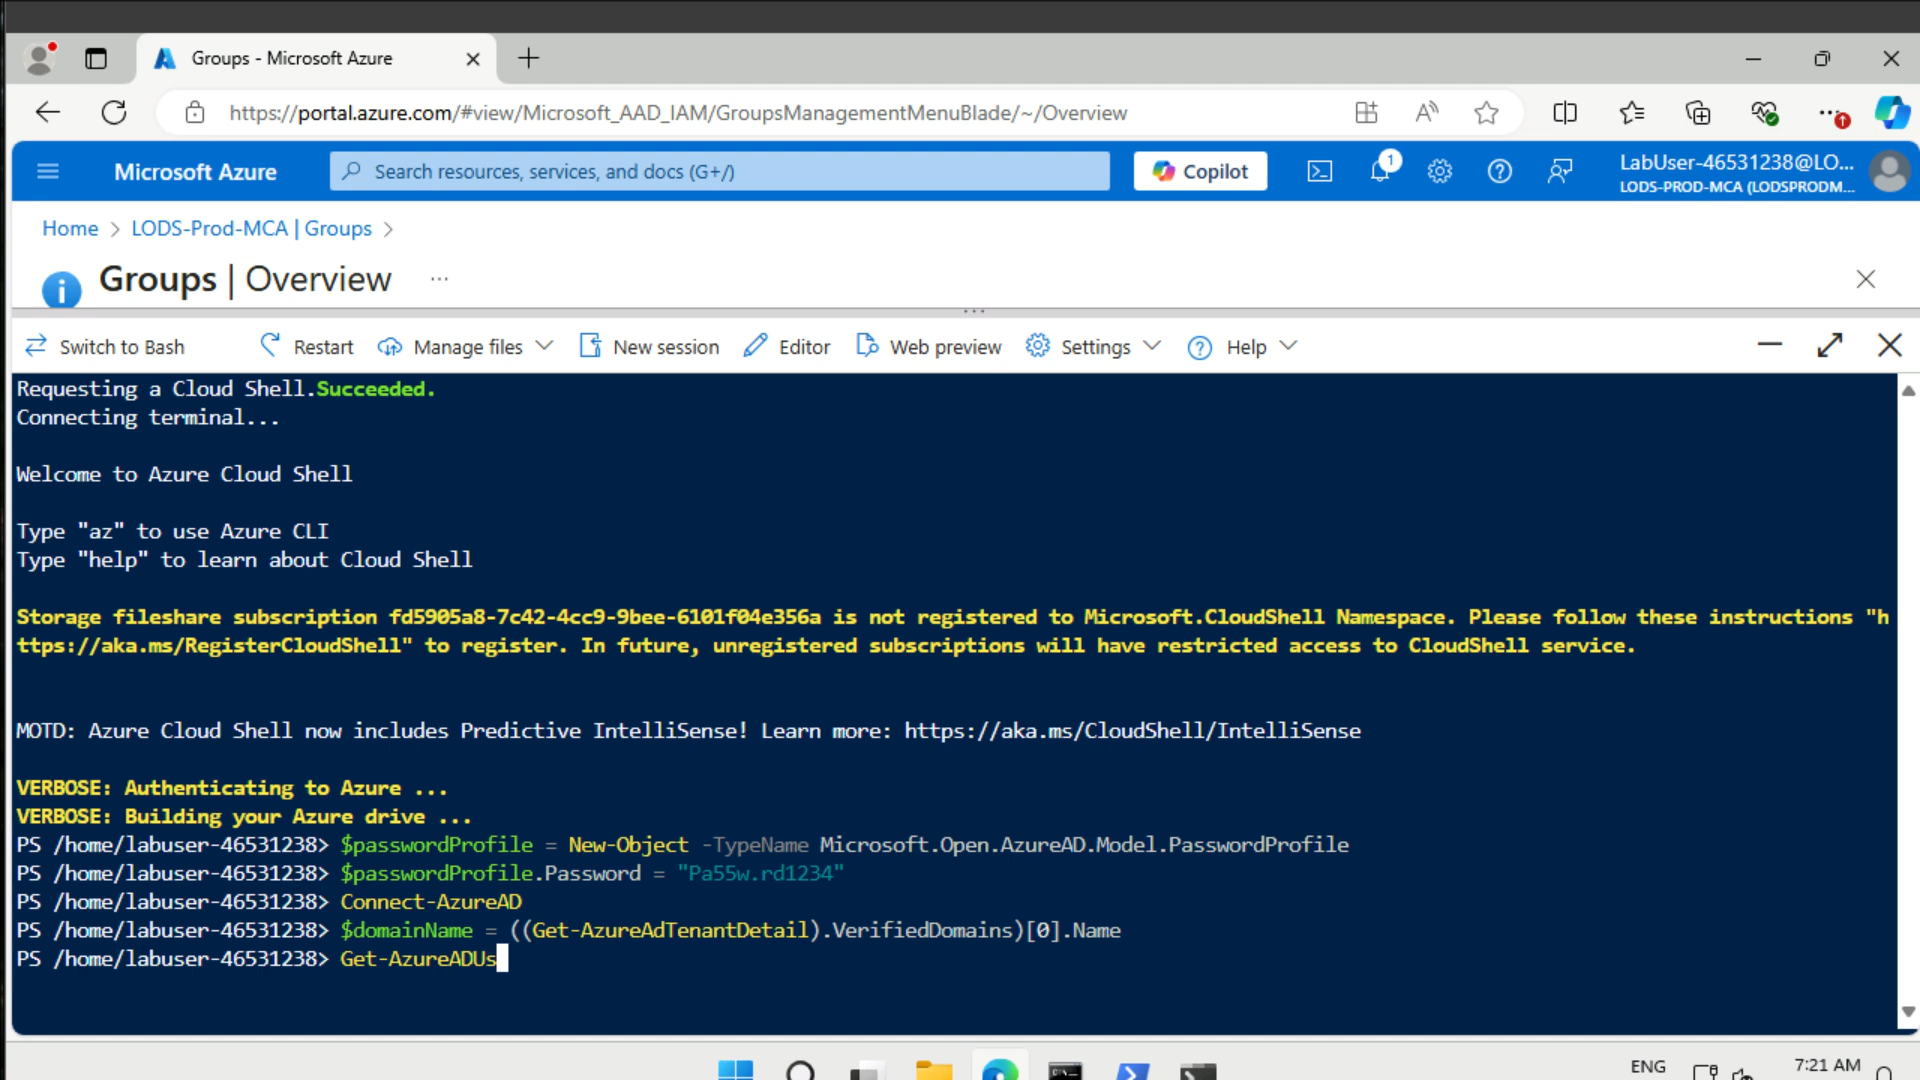 Groups - Microsoft Azure
https://portal.azure.com/#view/Microsoft_AAD_IAM/GroupsManagementMenuBlade/~/Overview
Microsoft Azure
Search resources, services, and docs (G+/)
Copilot
1
LabUser-46531238@LO...
LODS-PROD-MCA (LODSPRODM...
Home > LODS-Prod-MCA | Groups >
Groups | Overview ...
Switch to Bash
Restart
Manage files
New session
Editor
Web preview
Settings
Help
Requesting a Cloud Shell.Succeeded.
Connecting terminal...
Welcome to Azure Cloud Shell
Type "az" to use Azure CLI
Type "help" to learn about Cloud Shell
Storage fileshare subscription fd5905a8-7c42-4cc9-9bee-6101f04e356a is not registered to Microsoft.CloudShell Namespace. Please follow these instructions "h
ttps://aka.ms/RegisterCloudShell" to register. In future, unregistered subscriptions will have restricted access to CloudShell service.
MOTD: Azure Cloud Shell now includes Predictive IntelliSense! Learn more: https://aka.ms/CloudShell/IntelliSense
VERBOSE: Authenticating to Azure ...
VERBOSE: Building your Azure drive ...
PS /home/labuser-46531238> $passwordProfile = New-Object -TypeName Microsoft.Open.AzureAD.Model.PasswordProfile
PS /home/labuser-46531238> $passwordProfile.Password = "Pa55w.rd1234"
PS /home/labuser-46531238> Connect-AzureAD
PS /home/labuser-46531238> $domainName = ((Get-AzureAdTenantDetail).VerifiedDomains)[0].Name
PS /home/labuser-46531238> Get-AzureADUs
ENG
7:21 AM